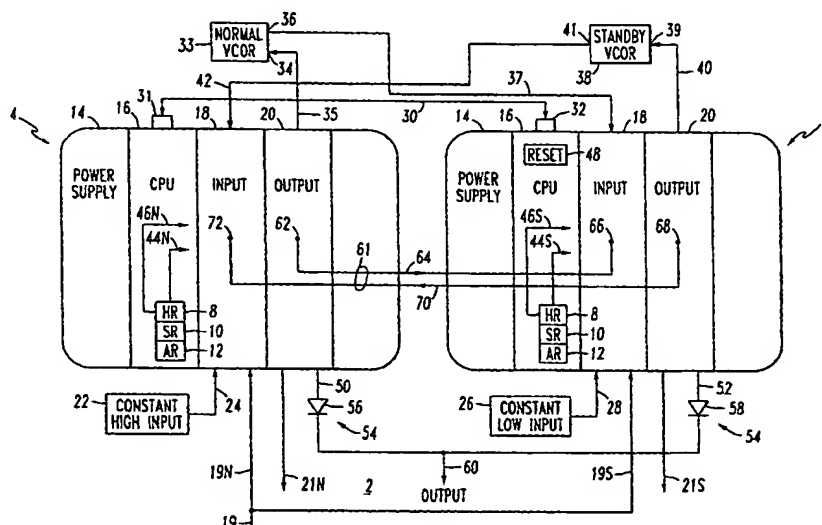 36
41
39
33
NORMAL
VCOR
STANDBY
VCOR
34
38
42
37
40
31
30
35
32
4
14
16
18
20
14
16
18
20
RESET
48
POWER
SUPPLY
CPU
INPUT
OUTPUT
POWER
SUPPLY
CPU
INPUT
OUTPUT
46N
44N
72
62
61
64
70
46S
44S
66
68
HR
8
SR
10
AR
12
HR
8
SR
10
AR
12
22
CONSTANT
HIGH INPUT
24
50
56
54
26
CONSTANT
LOW INPUT
28
52
58
54
19N
21N
2
60
OUTPUT
19S
21S
19